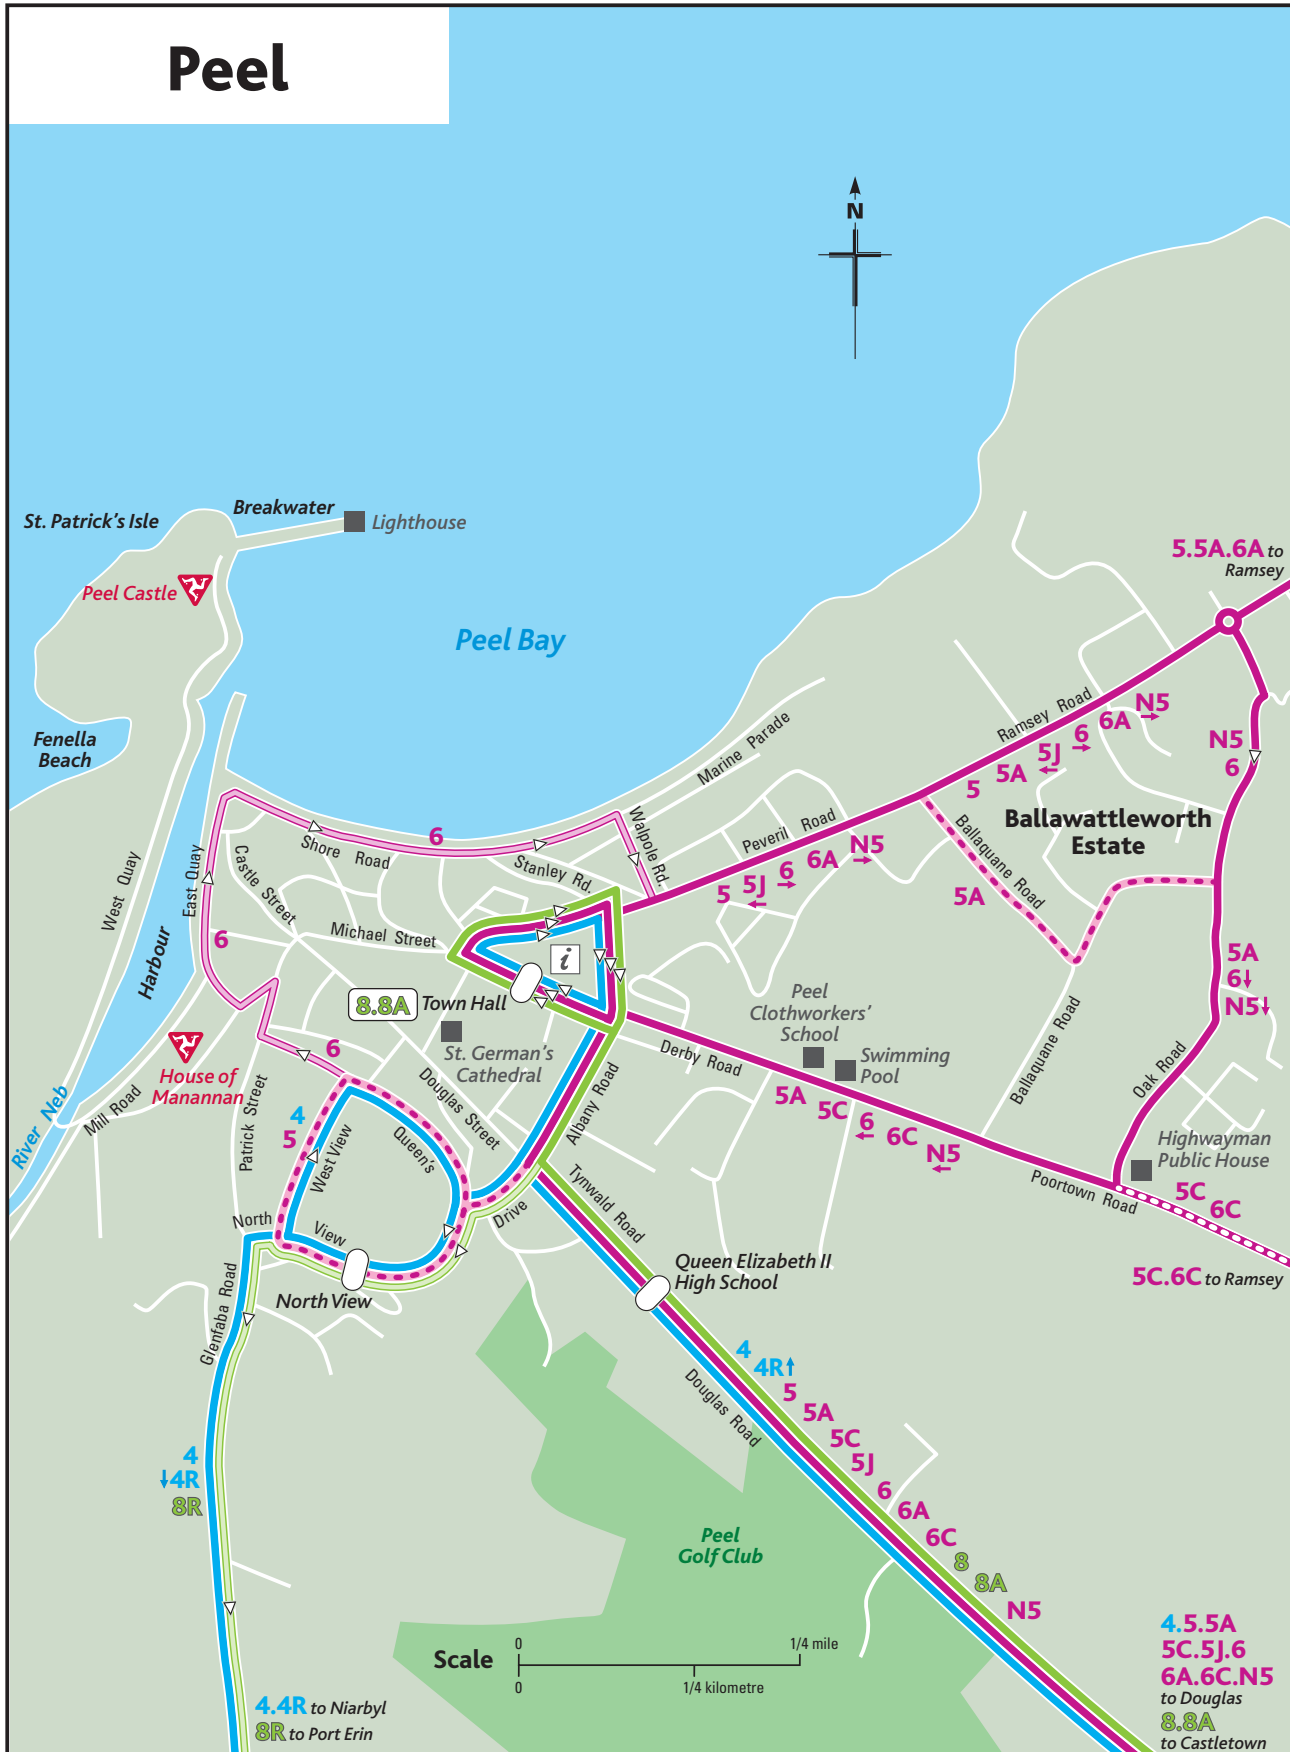 Peel
N
St. Patrick's Isle
Breakwater
Lighthouse
Peel Castle
Peel Bay
Fenella
Beach
5.5A.6A to
Ramsey
Ramsey Road
5
5A
5J
6
6A
N5
N5
6
Marine Parade
Walpole Rd.
Peveril Road
5
5J
6
6A
N5
Ballawattleworth
Estate
Ballaquane Road
5A
West Quay
East Quay
Harbour
6
Shore Road
6
Stanley Rd.
Castle Street
Michael Street
i
8.8A
Town Hall
St. German's
Cathedral
Peel
Clothworkers'
School
Swimming
Pool
5A
6
N5
Derby Road
5A
5C
6
6C
N5
Ballaquane Road
Oak Road
Highwayman
Public House
5C
6C
Poortown Road
5C.6C to Ramsey
House of
Manannan
River Neb
Mill Road
Patrick Street
6
4
5
West View
Queen's
Drive
Douglas Street
Albany Road
Tynwald Road
North
View
North View
Glenfaba Road
Queen Elizabeth II
High School
Douglas Road
4
4R
5
5A
5C
5J
6
6A
6C
8
8A
N5
4
4R
8R
Peel
Golf Club
Scale
0
1/4 mile
0
1/4 kilometre
4.4R to Niarbyl
8R to Port Erin
4.5.5A
5C.5J.6
6A.6C.N5
to Douglas
8.8A
to Castletown